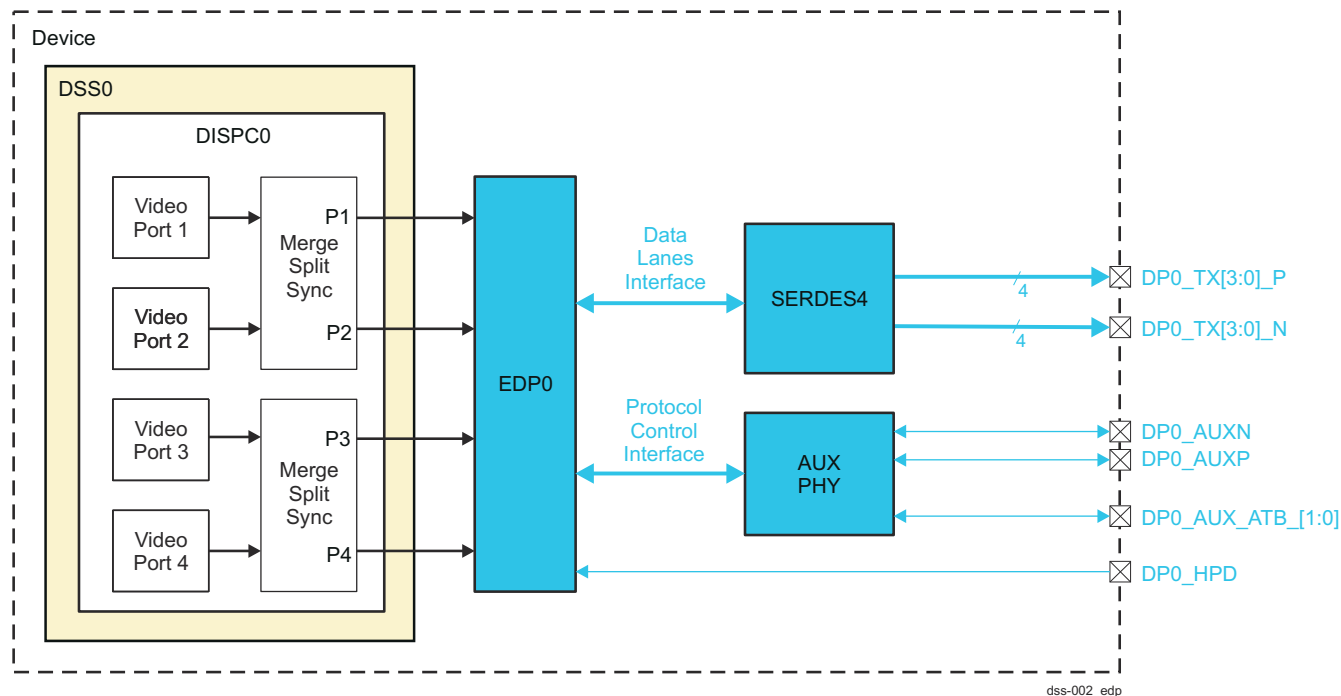 Device
DSS0
DISPC0
Video
Port 1
Video
Port 2
Video
Port 3
Video
Port 4
P1
Merge
Split
Sync
P2
P3
Merge
Split
Sync
P4
EDP0
Data
Lanes
Interface
Protocol
Control
Interface
SERDES4
AUX
PHY
4
4
DP0_TX[3:0]_P
DP0_TX[3:0]_N
DP0_AUXN
DP0_AUXP
DP0_AUX_ATB_[1:0]
DP0_HPD
dss-002_edp